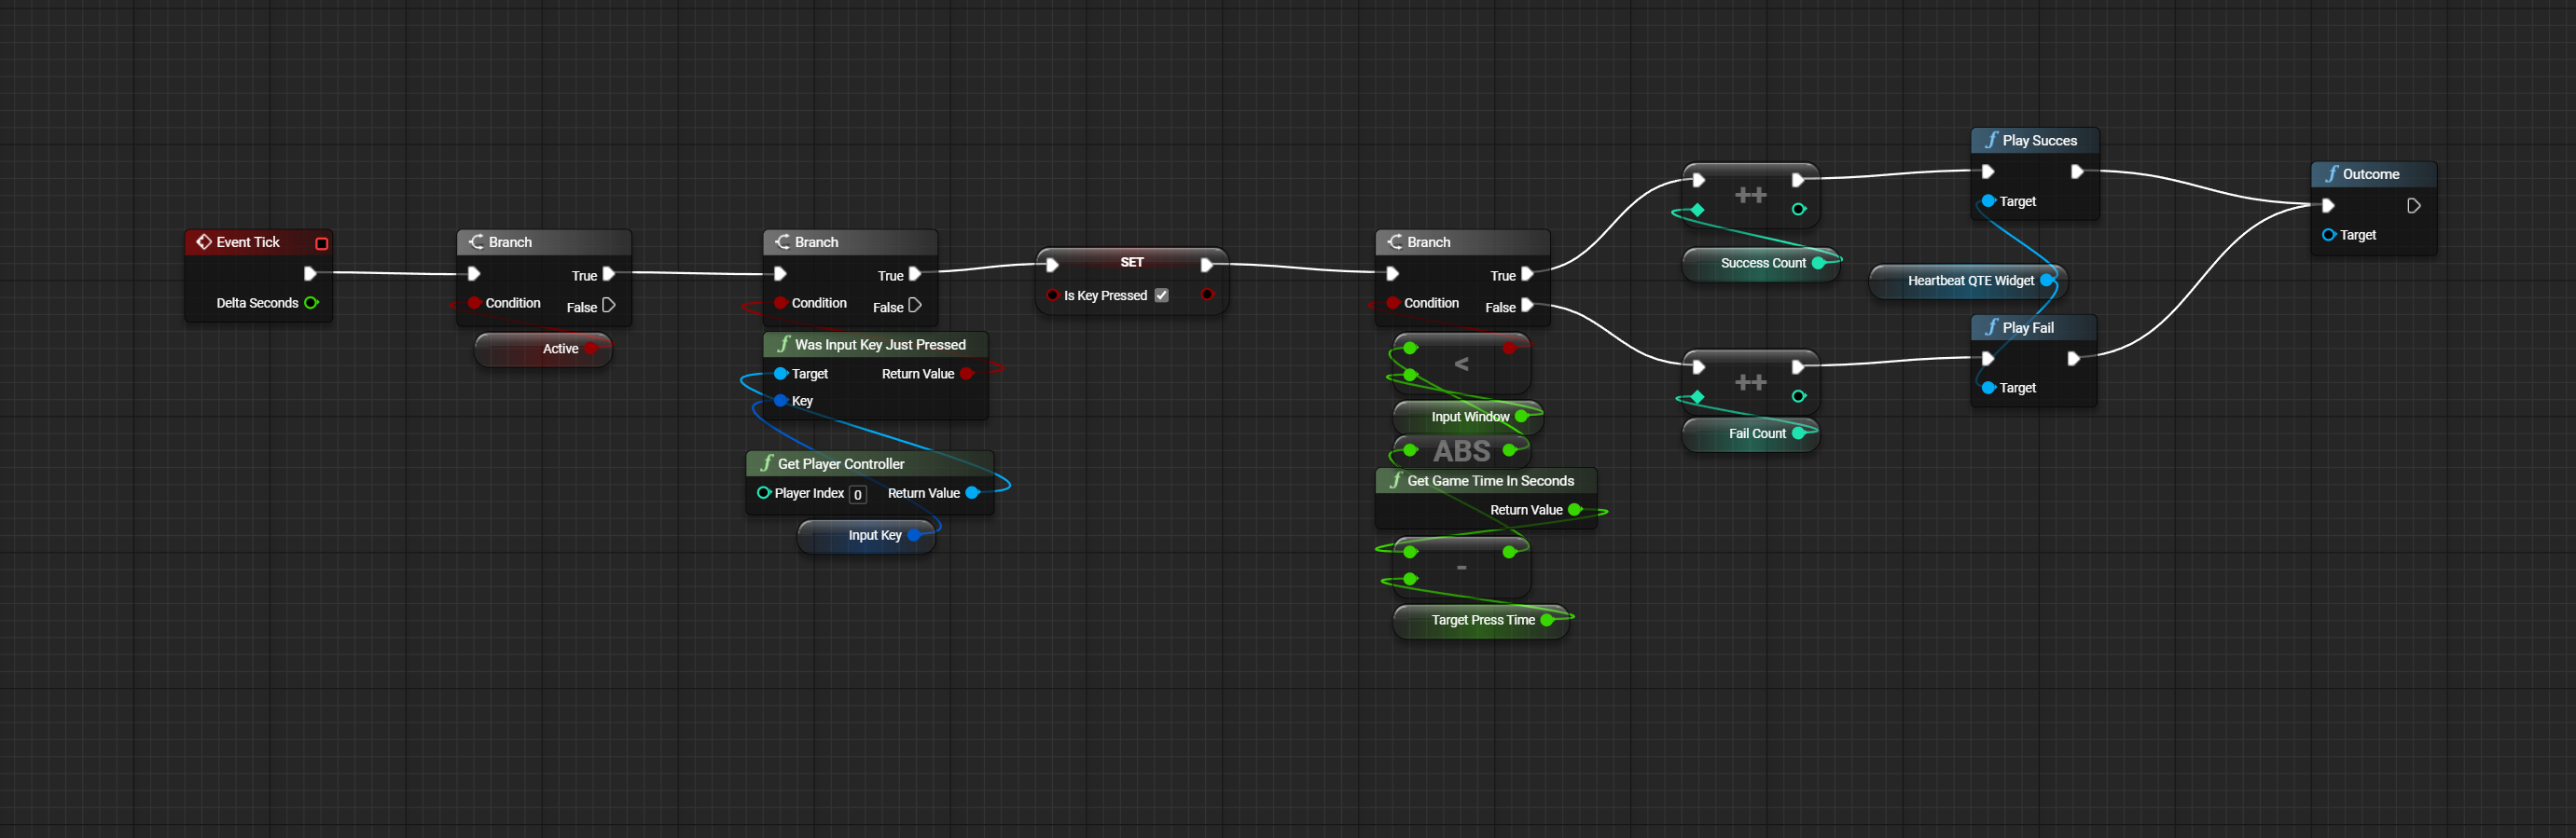 Event Tick
Delta Seconds
Branch
True
Condition
False
Active
Branch
True
Condition
False
Was Input Key Just Pressed
Target
Return Value
Key
Get Player Controller
Player Index 0
Return Value
Input Key
SET
Is Key Pressed
Branch
True
Condition
False
<
Input Window
ABS
Get Game Time In Seconds
Return Value
-
Target Press Time
++
Success Count
++
Fail Count
Play Succes
Target
Heartbeat QTE Widget
Play Fail
Target
Outcome
Target